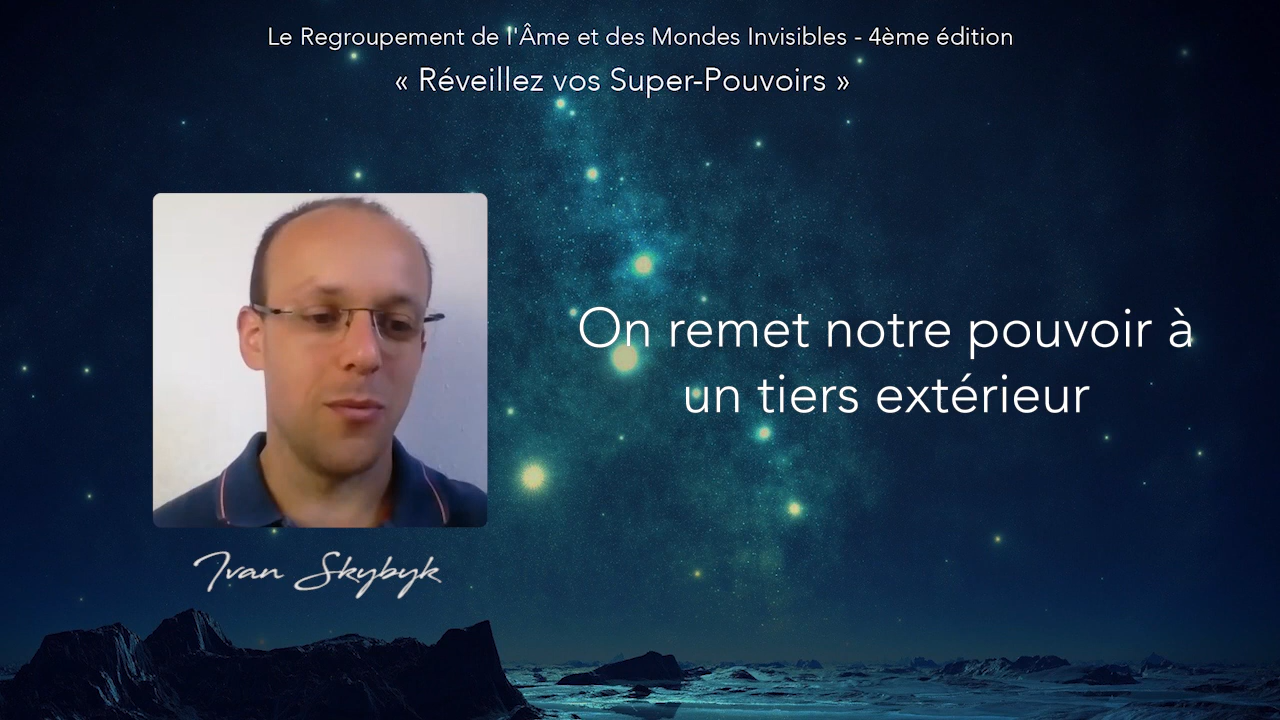 Le Regroupement de l'Âme et des Mondes Invisibles - 4ème édition
« Réveillez vos Super-Pouvoirs »
On remet notre pouvoir à
un tiers extérieur
Ivan Skybyk